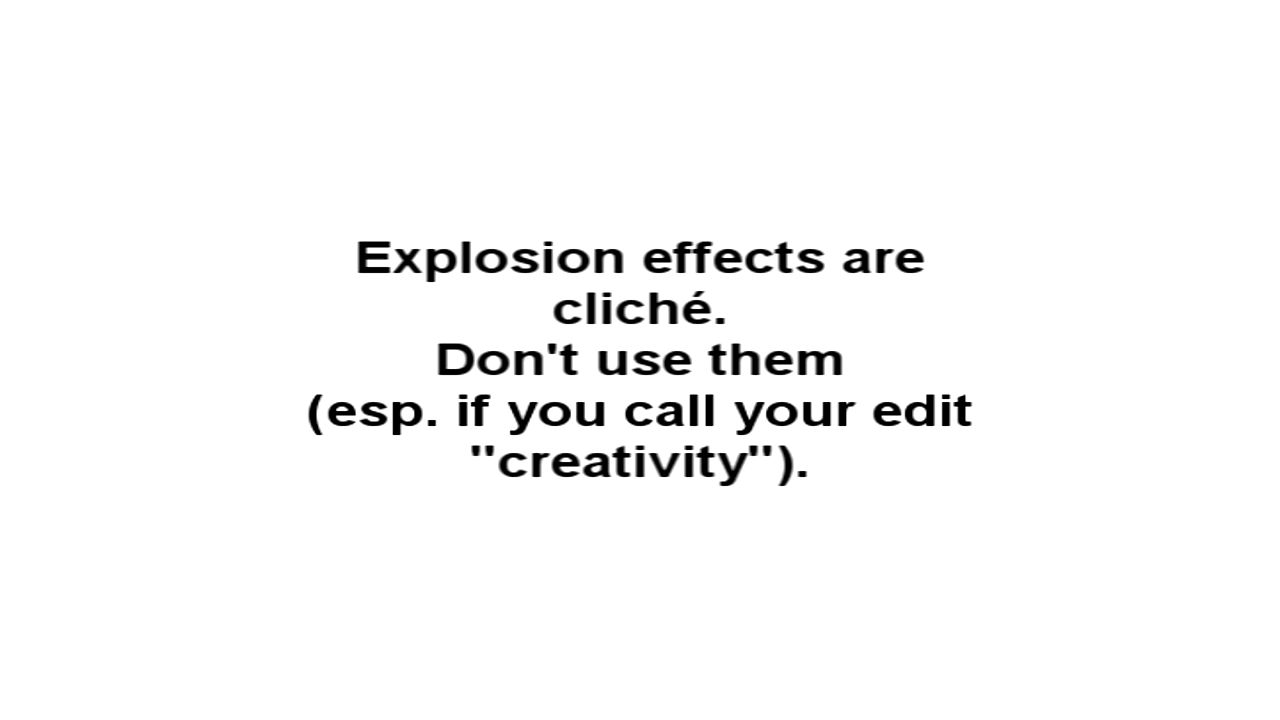 Explosion effects are
cliché.
Don't use them
(esp. if you call your edit
"creativity").